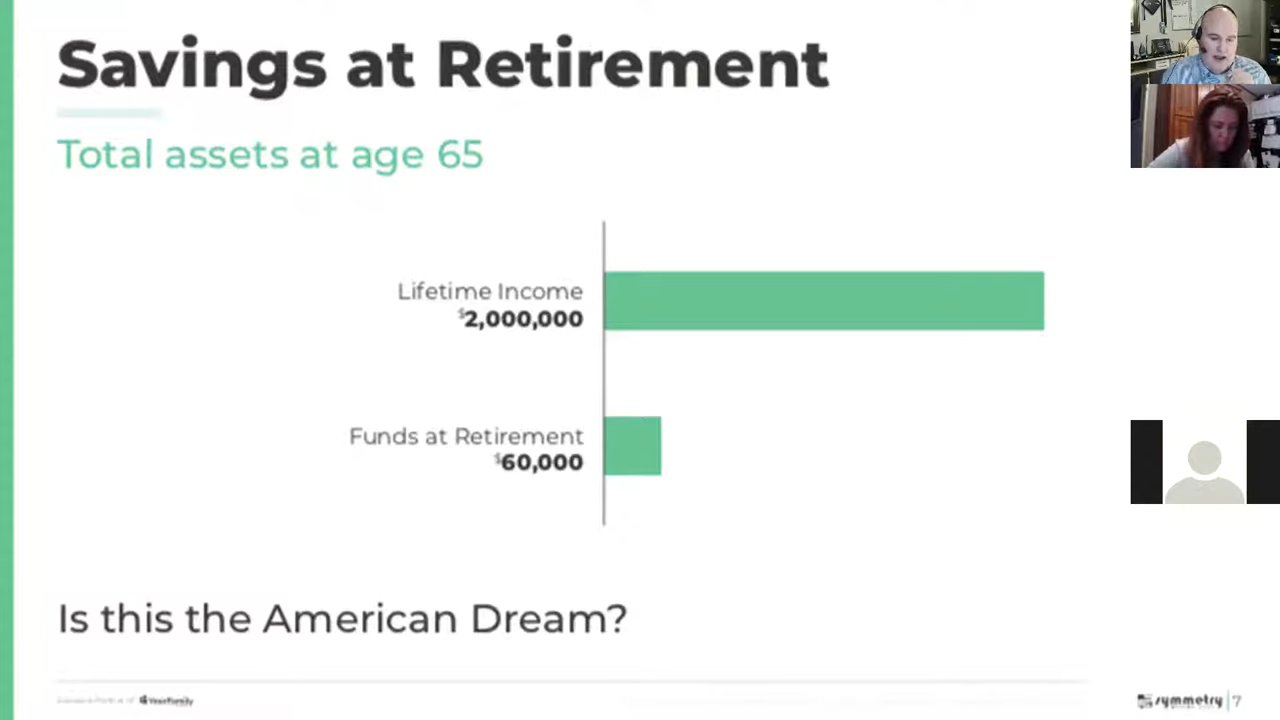 Savings at Retirement
Total assets at age 65
Lifetime Income
$2,000,000
Funds at Retirement
$60,000
Is this the American Dream?
YourFamily
symmetry | 7